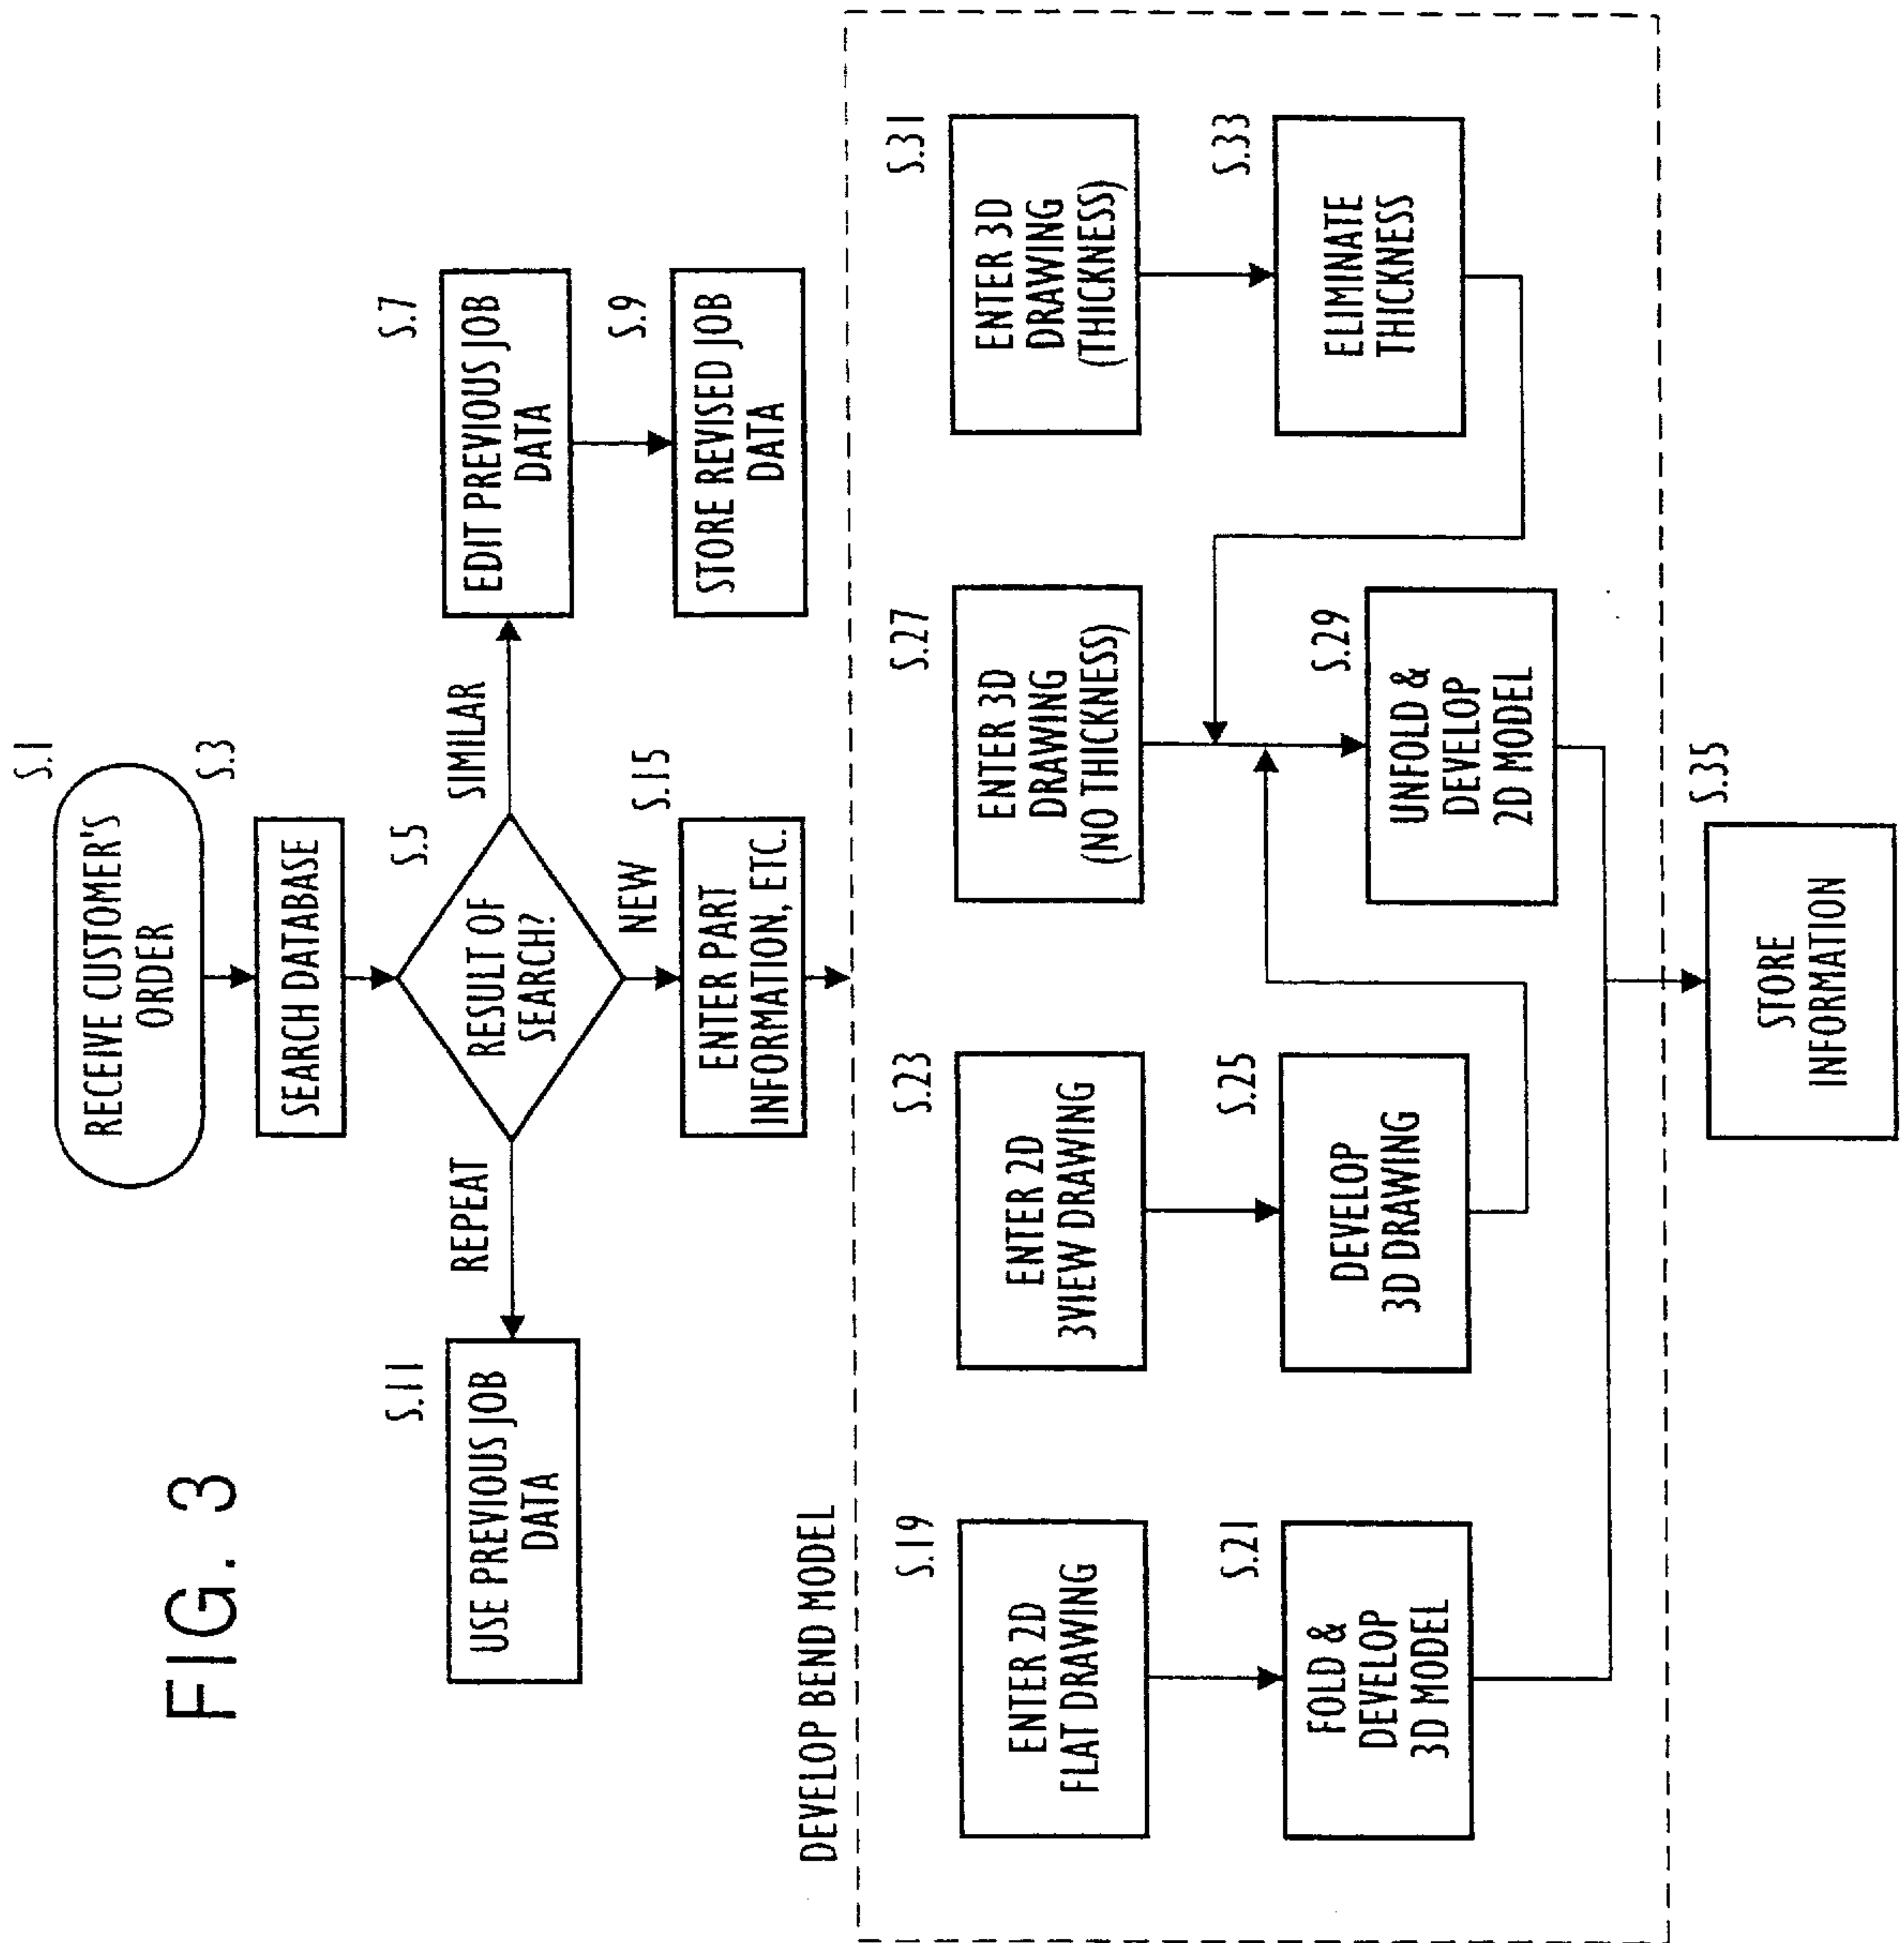 FIG. 3
S.1
RECEIVE CUSTOMER'S
ORDER
S.3
SEARCH DATABASE
S.5
RESULT OF
SEARCH?
REPEAT
SIMILAR
NEW
S.11
USE PREVIOUS JOB
DATA
S.7
EDIT PREVIOUS JOB
DATA
S.9
STORE REVISED JOB
DATA
S.15
ENTER PART
INFORMATION, ETC.
DEVELOP BEND MODEL
S.19
ENTER 2D
FLAT DRAWING
S.21
FOLD &
DEVELOP
3D MODEL
S.23
ENTER 2D
3VIEW DRAWING
S.25
DEVELOP
3D DRAWING
S.27
ENTER 3D
DRAWING
(NO THICKNESS)
S.29
UNFOLD &
DEVELOP
2D MODEL
S.31
ENTER 3D
DRAWING
(THICKNESS)
S.33
ELIMINATE
THICKNESS
S.35
STORE
INFORMATION